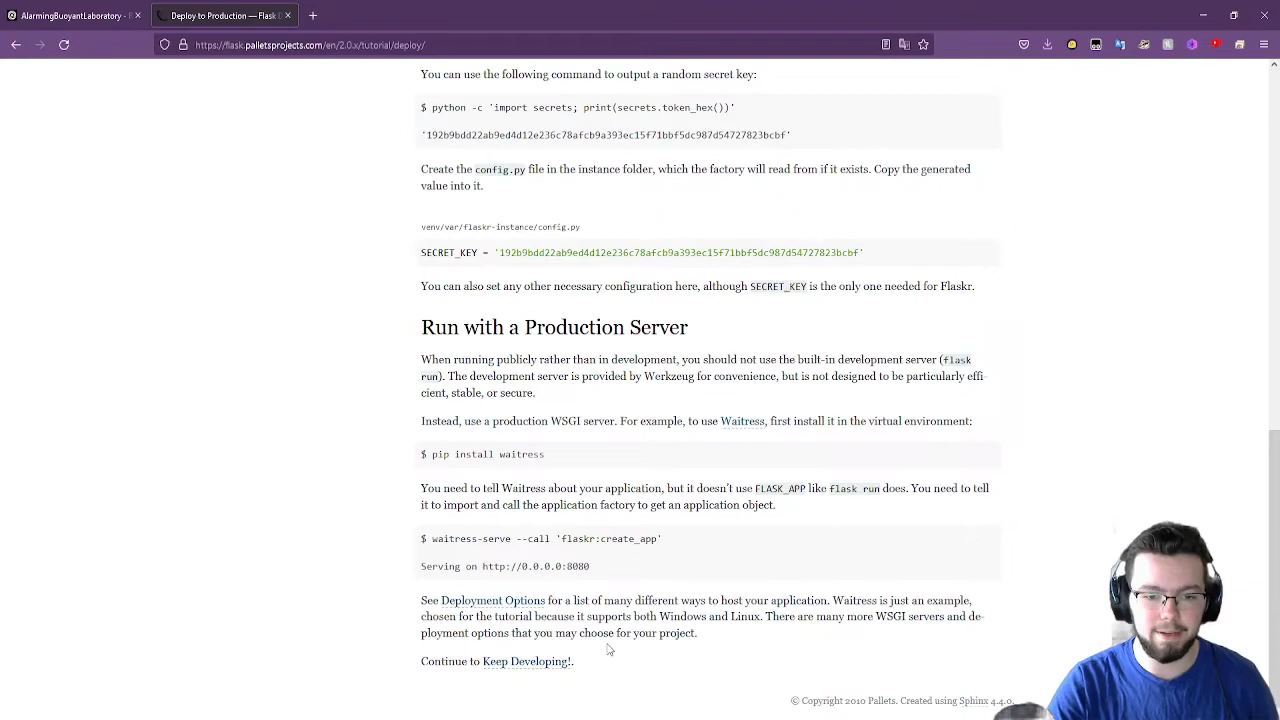 AlarmingBuoyantLaboratory - F
Deploy to Production — Flask D
https://flask.palletsprojects.com/en/2.0.x/tutorial/deploy/
You can use the following command to output a random secret key:
$ python -c 'import secrets; print(secrets.token_hex())'
'192b9bdd22ab9ed4d12e236c78afcb9a393ec15f71bbf5dc987d54727823bcbf'
Create the config.py file in the instance folder, which the factory will read from if it exists. Copy the generated
value into it.
venv/var/flaskr-instance/config.py
SECRET_KEY = '192b9bdd22ab9ed4d12e236c78afcb9a393ec15f71bbf5dc987d54727823bcbf'
You can also set any other necessary configuration here, although SECRET_KEY is the only one needed for Flaskr.
Run with a Production Server
When running publicly rather than in development, you should not use the built-in development server (flask
run). The development server is provided by Werkzeug for convenience, but is not designed to be particularly effi-
cient, stable, or secure.
Instead, use a production WSGI server. For example, to use Waitress, first install it in the virtual environment:
$ pip install waitress
You need to tell Waitress about your application, but it doesn't use FLASK_APP like flask run does. You need to tell
it to import and call the application factory to get an application object.
$ waitress-serve --call 'flaskr:create_app'
Serving on http://0.0.0.0:8080
See Deployment Options for a list of many different ways to host your application. Waitress is just an example,
chosen for the tutorial because it supports both Windows and Linux. There are many more WSGI servers and de-
ployment options that you may choose for your project.
Continue to Keep Developing!.
© Copyright 2010 Pallets. Created using Sphinx 4.4.0.